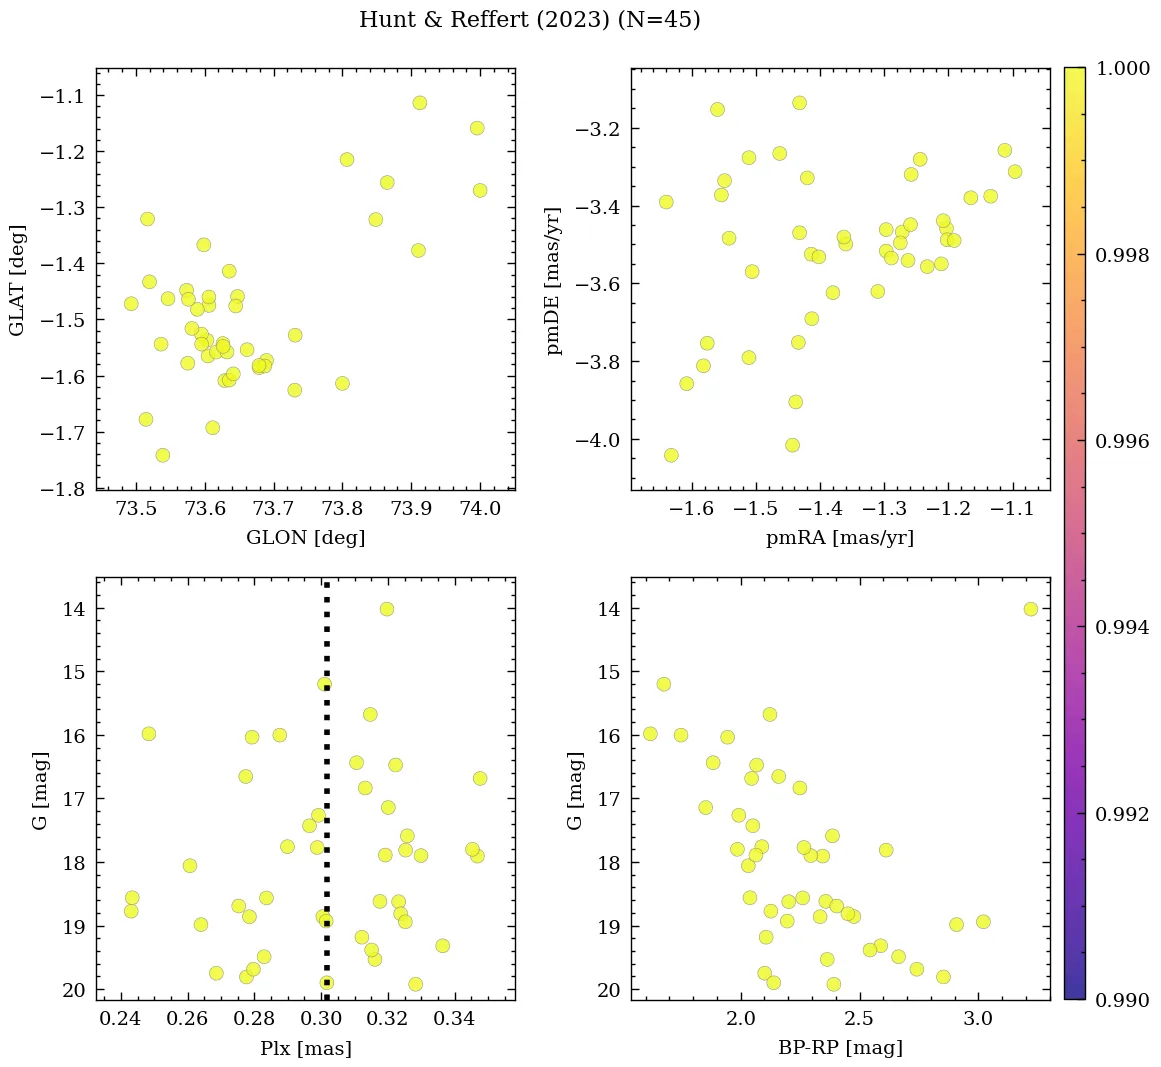 Hunt & Reffert (2023) (N=45)
−1.1
−1.2
−1.3
−1.4
−1.5
−1.6
−1.7
−1.8
GLAT [deg]
73.5 73.6 73.7 73.8 73.9 74.0
GLON [deg]
−3.2
−3.4
−3.6
−3.8
−4.0
pmDE [mas/yr]
−1.6 −1.5 −1.4 −1.3 −1.2 −1.1
pmRA [mas/yr]
14
15
16
17
18
19
20
G [mag]
0.24 0.26 0.28 0.30 0.32 0.34
Plx [mas]
14
15
16
17
18
19
20
G [mag]
2.0 2.5 3.0
BP-RP [mag]
1.000
0.998
0.996
0.994
0.992
0.990